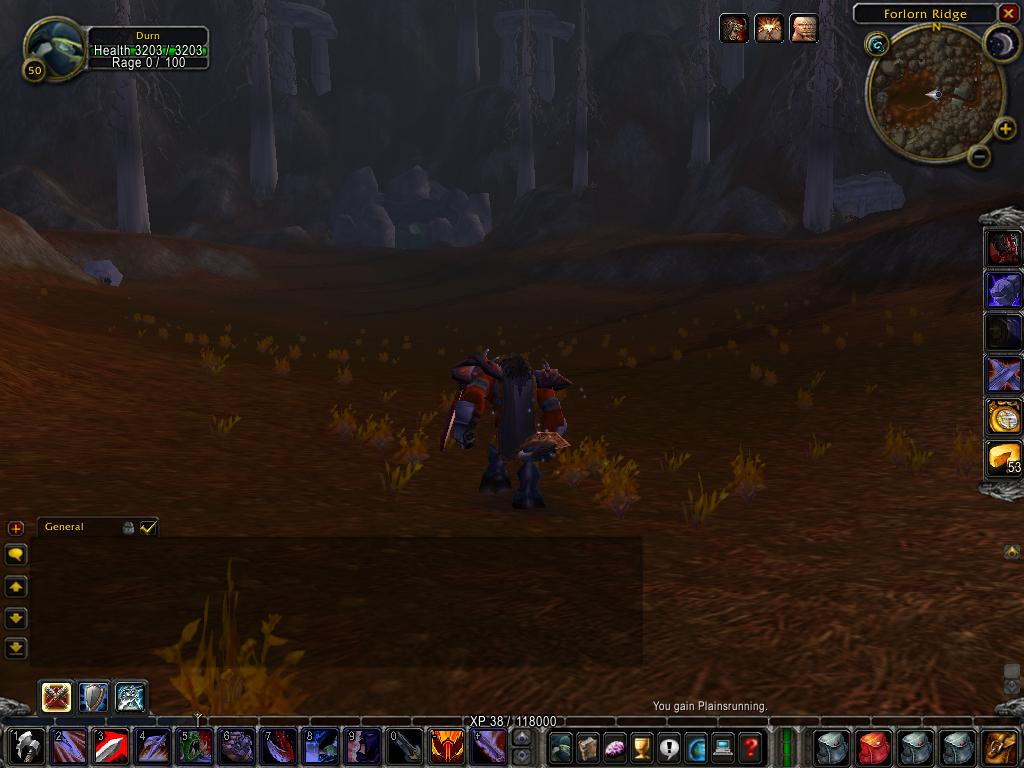 Durn
Health 3203 / 3203
Rage 0 / 100
50
Forlorn Ridge
N
53
General
You gain Plainsrunning.
XP 38 / 118000
1 2 3 4 5 6 7 8 9 0 - +